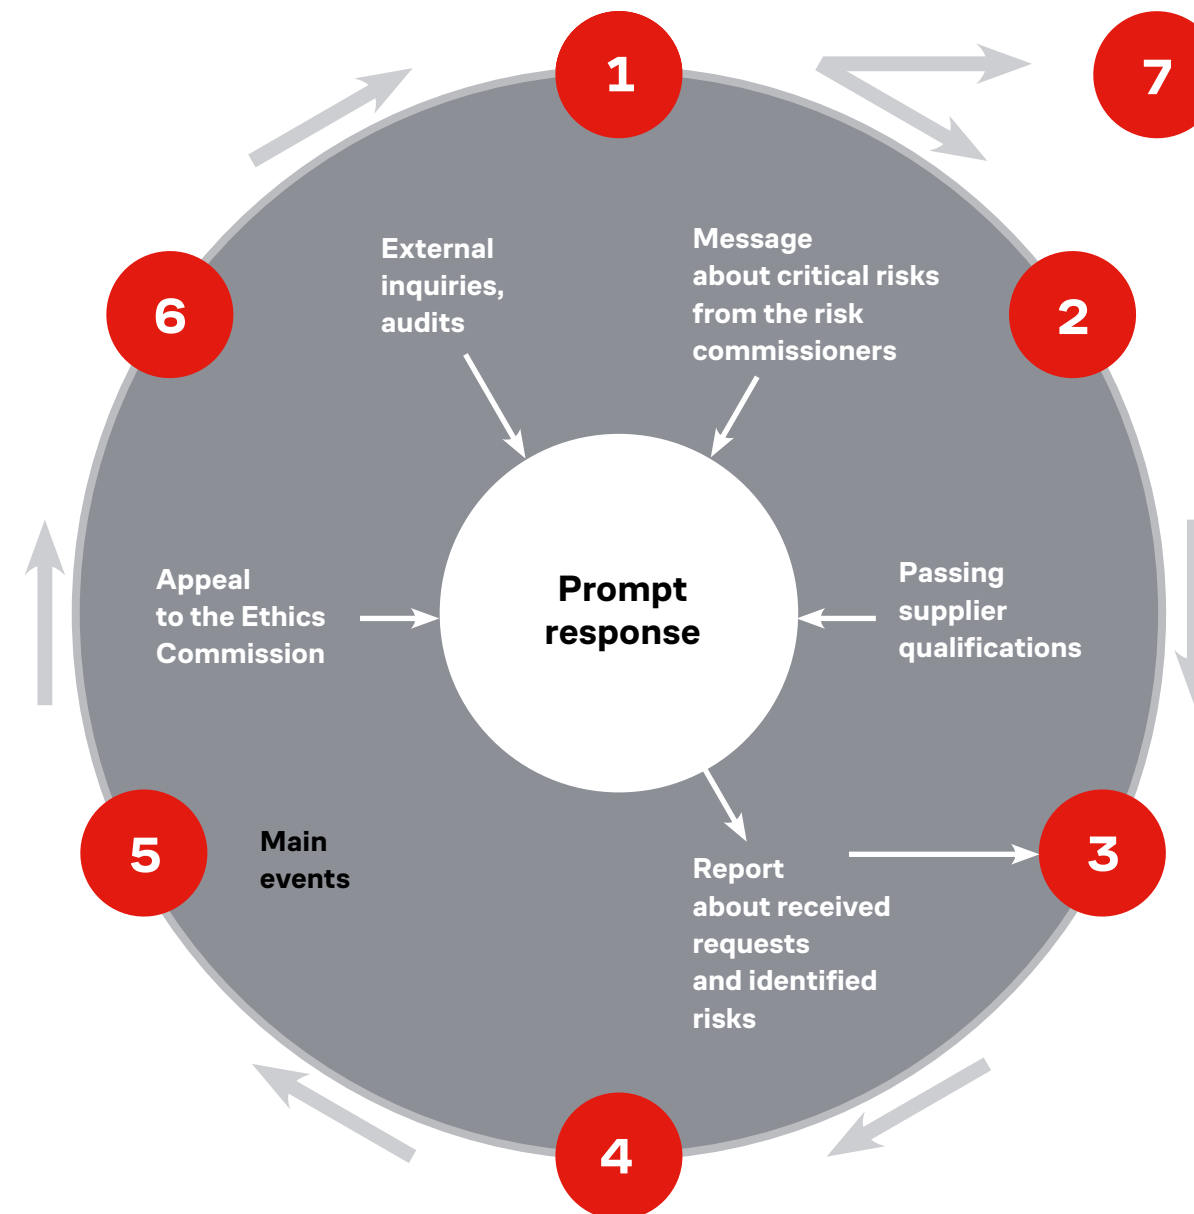 1
7
External
inquiries,
audits
Message
about critical risks
from the risk
commissioners
6
2
Prompt
response
Appeal
to the Ethics
Commission
Passing
supplier
qualifications
5
Main
events
3
Report
about received
requests
and identified
risks
4